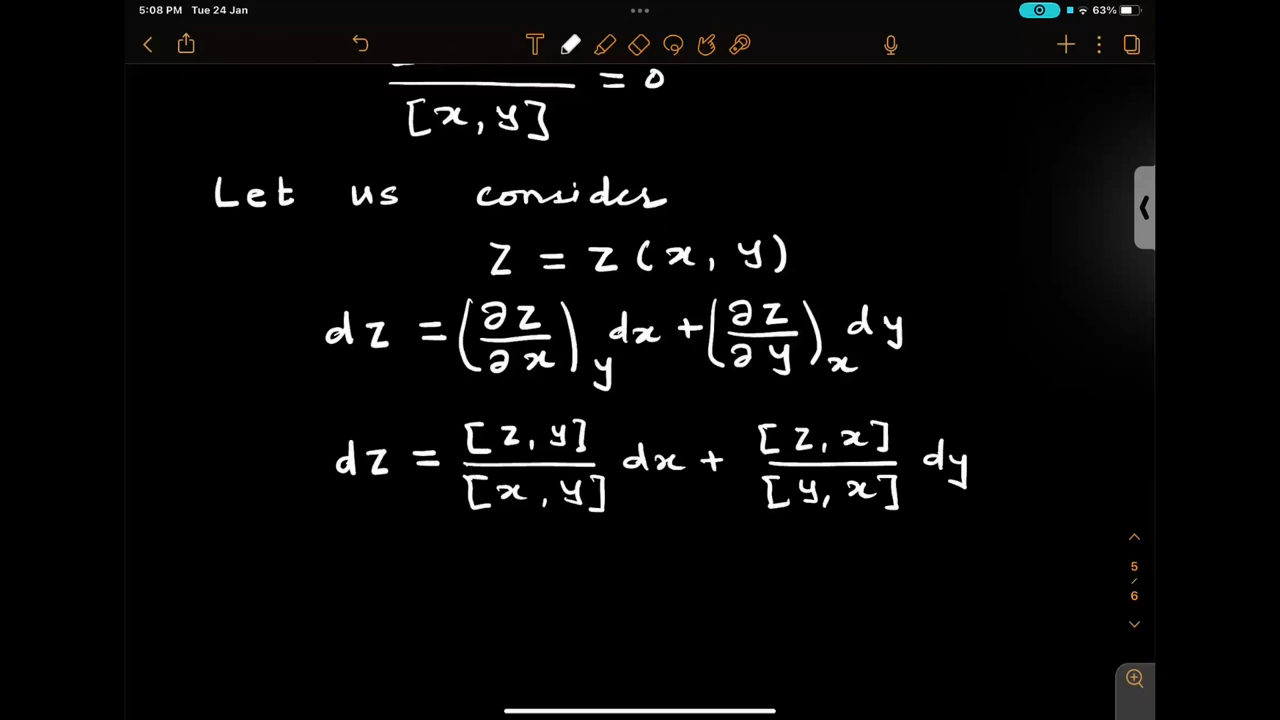 5:08 PM Tue 24 Jan
63%
T
[x, y] = 0
Let us consider
z = z(x, y)
dz = (∂z/∂x)_y dx + (∂z/∂y)_x dy
dz = [z, y]/[x, y] dx + [z, x]/[y, x] dy
5
/
6